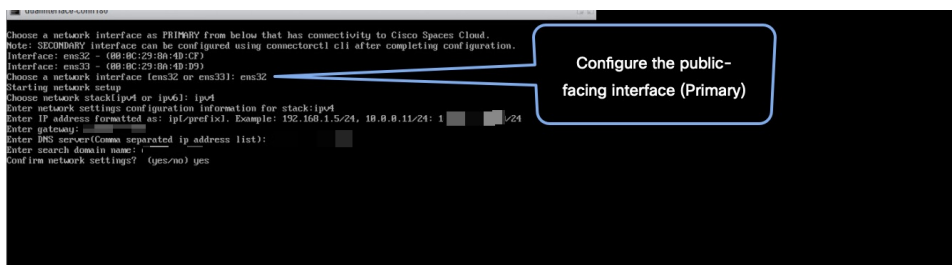 dualinterface-conn180
Choose a network interface as PRIMARY from below that has connectivity to Cisco Spaces Cloud.
Note: SECONDARY interface can be configured using connectorctl cli after completing configuration.
Interface: ens32 - (00:0C:29:8A:4D:CF)
Interface: ens33 - (00:0C:29:8A:4D:D9)
Choose a network interface [ens32 or ens33]: ens32
Starting network setup
Choose network stack[ipv4 or ipv6]: ipv4
Enter network settings configuration information for stack:ipv4
Enter IP address formatted as: ip[/prefix]. Example: 192.168.1.5/24, 10.0.0.11/24: 1 /24
Enter gateway:
Enter DNS server(Comma separated ip address list):
Enter search domain name:
Confirm network settings? (yes/no) yes
Configure the public-
facing interface (Primary)